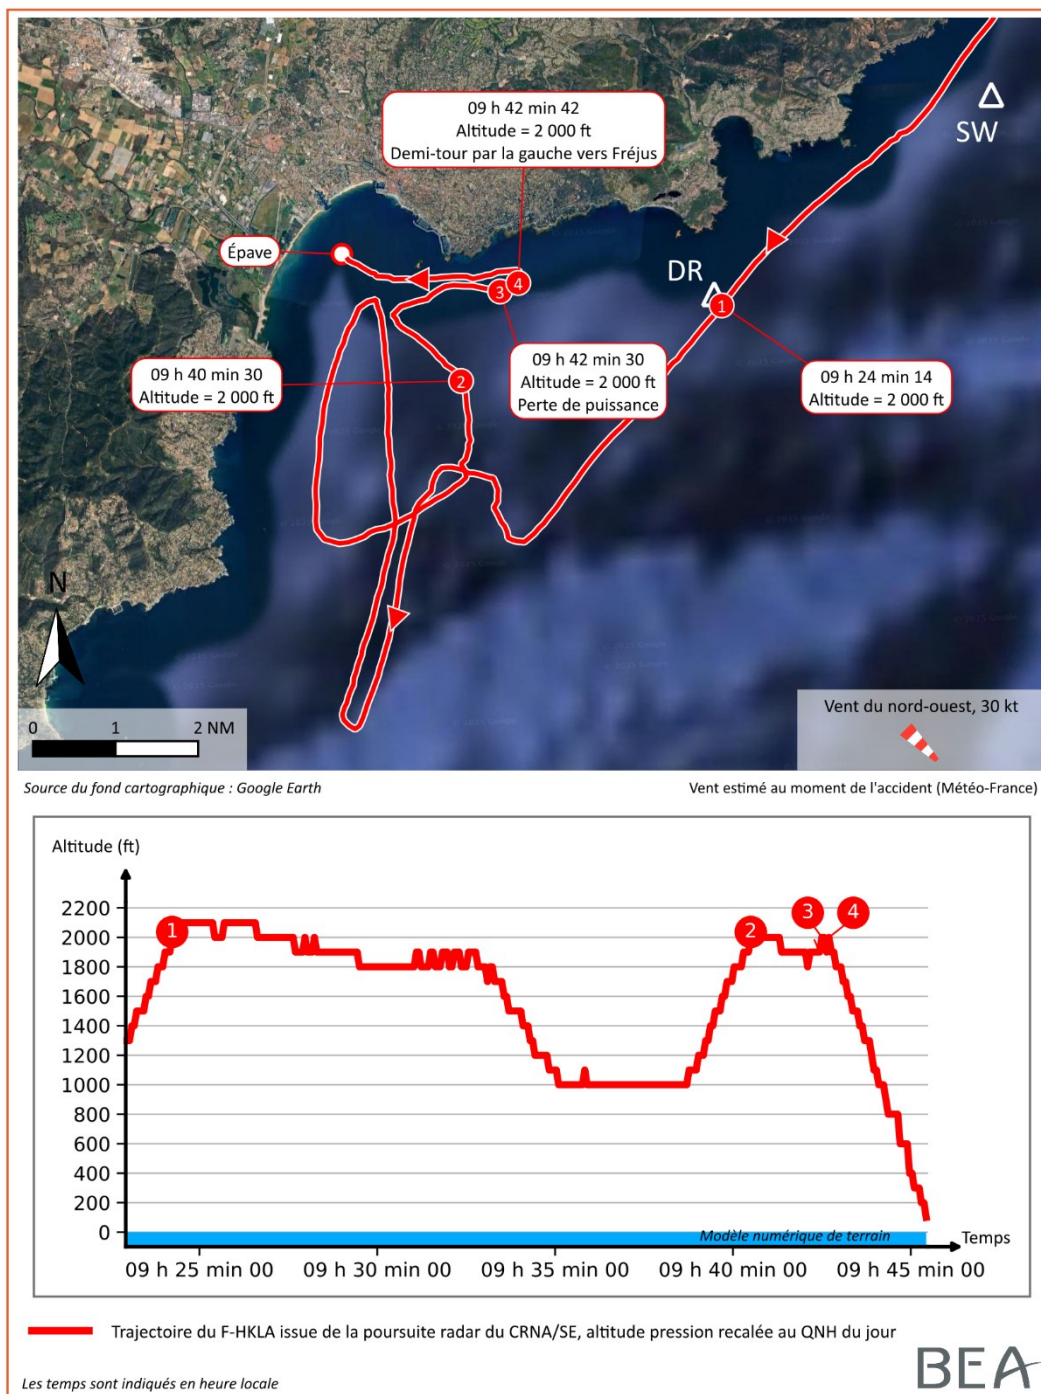 09 h 42 min 42
Altitude = 2 000 ft
Demi-tour par la gauche vers Fréjus
SW
Épave
DR
4
3
1
2
09 h 40 min 30
Altitude = 2 000 ft
09 h 42 min 30
Altitude = 2 000 ft
Perte de puissance
09 h 24 min 14
Altitude = 2 000 ft
N
0 1 2 NM
Vent du nord-ouest, 30 kt
Source du fond cartographique : Google Earth
Vent estimé au moment de l'accident (Météo-France)
Altitude (ft)
2200
2000
1800
1600
1400
1200
1000
800
600
400
200
0
1
2
3
4
Modèle numérique de terrain
Temps
09 h 25 min 00
09 h 30 min 00
09 h 35 min 00
09 h 40 min 00
09 h 45 min 00
Trajectoire du F-HKLA issue de la poursuite radar du CRNA/SE, altitude pression recalée au QNH du jour
Les temps sont indiqués en heure locale
BEA